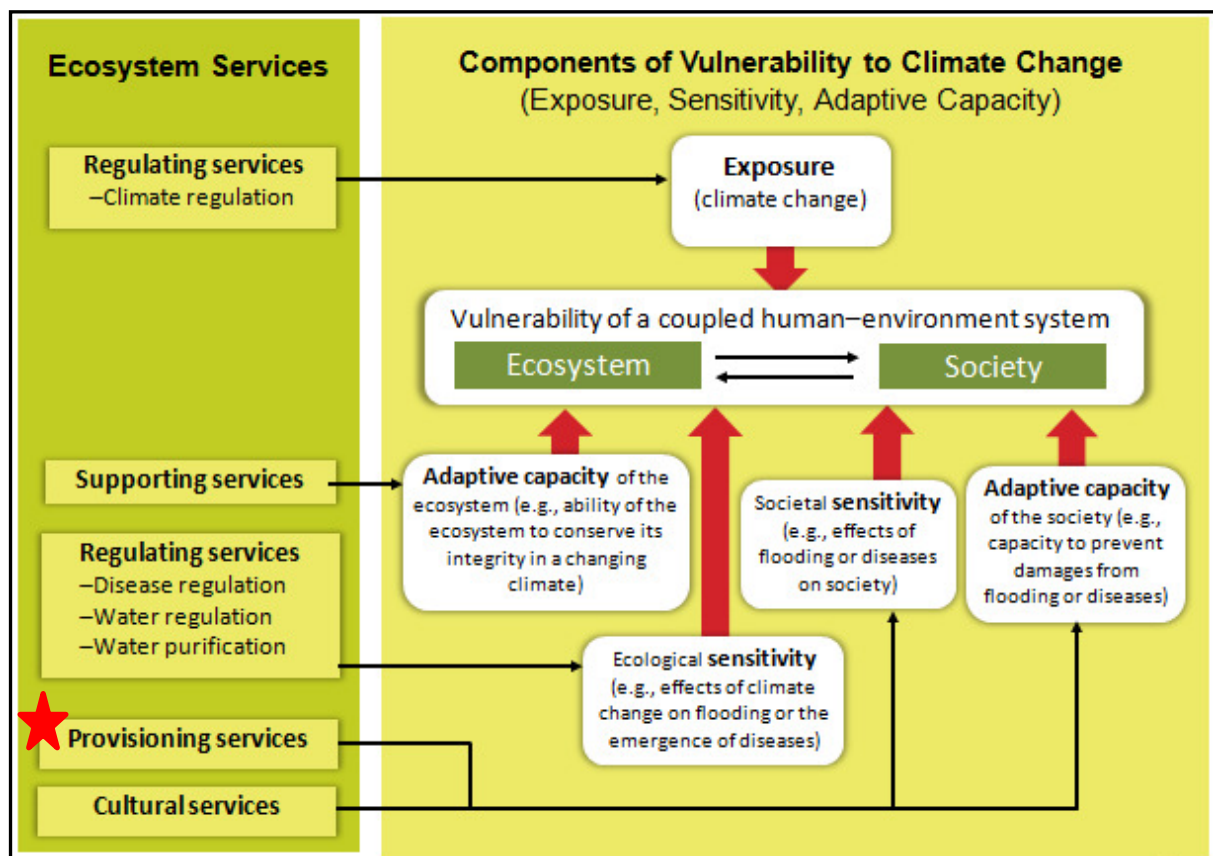 Ecosystem Services
Regulating services
–Climate regulation
Supporting services
Regulating services
–Disease regulation
–Water regulation
–Water purification
Provisioning services
Cultural services
Components of Vulnerability to Climate Change
(Exposure, Sensitivity, Adaptive Capacity)
Exposure
(climate change)
Vulnerability of a coupled human–environment system
Ecosystem
Society
Adaptive capacity of the
ecosystem (e.g., ability of the
ecosystem to conserve its
integrity in a changing
climate)
Ecological sensitivity
(e.g., effects of climate
change on flooding or the
emergence of diseases)
Societal sensitivity
(e.g., effects of
flooding or diseases
on society)
Adaptive capacity
of the society (e.g.,
capacity to prevent
damages from
flooding or diseases)